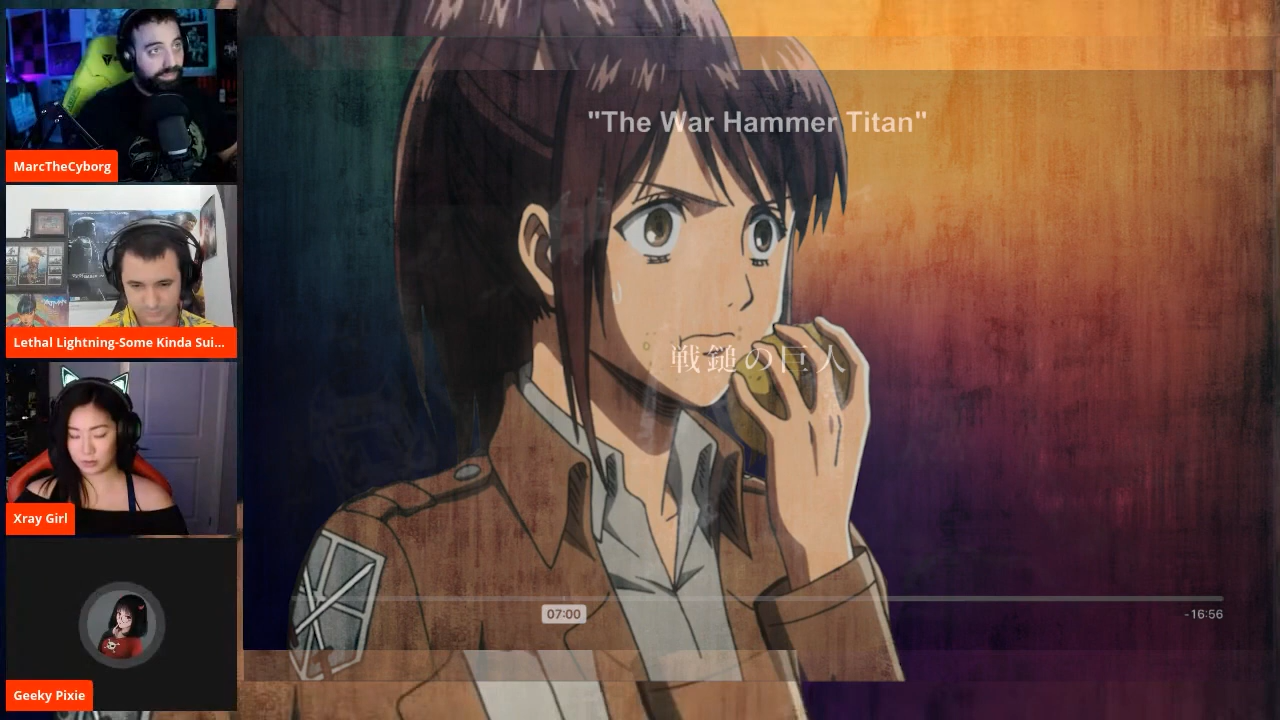 MarcTheCyborg
Lethal Lightning-Some Kinda Sui...
Xray Girl
Geeky Pixie
"The War Hammer Titan"
戦鎚の巨人
07:00
-16:56